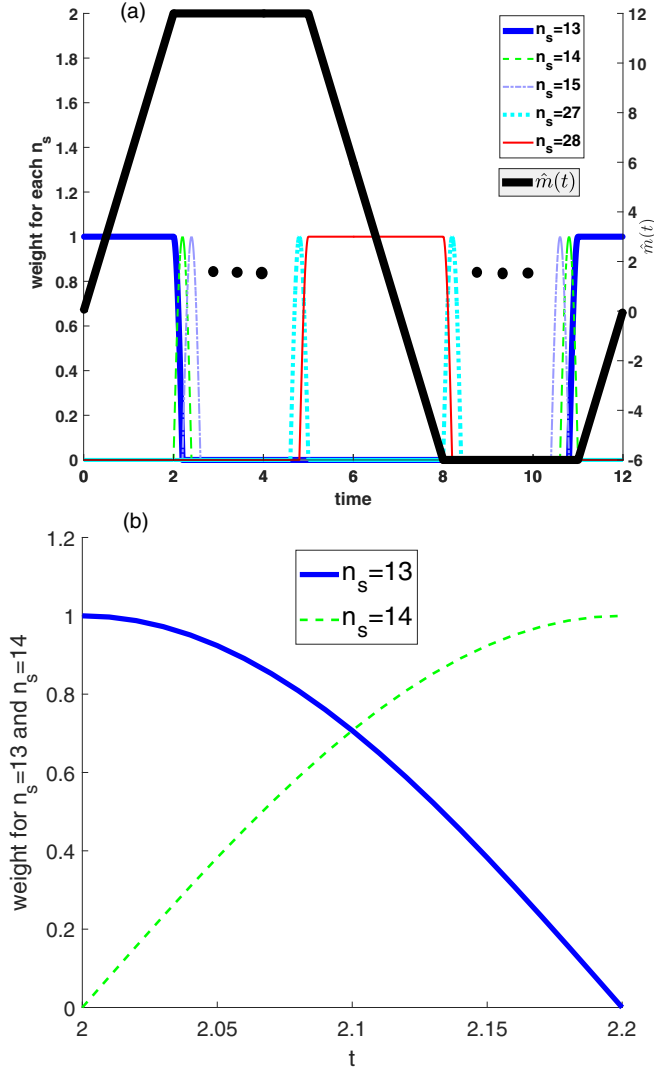 (a)
2
1.8
1.6
1.4
1.2
1
0.8
0.6
0.4
0.2
0
weight for each n_s
n_s=13
n_s=14
n_s=15
n_s=27
n_s=28
m̂(t)
12
10
8
6
4
2
0
-2
-4
-6
m̂(t)
0 2 4 6 8 10 12
time
(b)
1.2
1
0.8
0.6
0.4
0.2
0
weight for n_s=13 and n_s=14
n_s=13
n_s=14
2 2.05 2.1 2.15 2.2
t